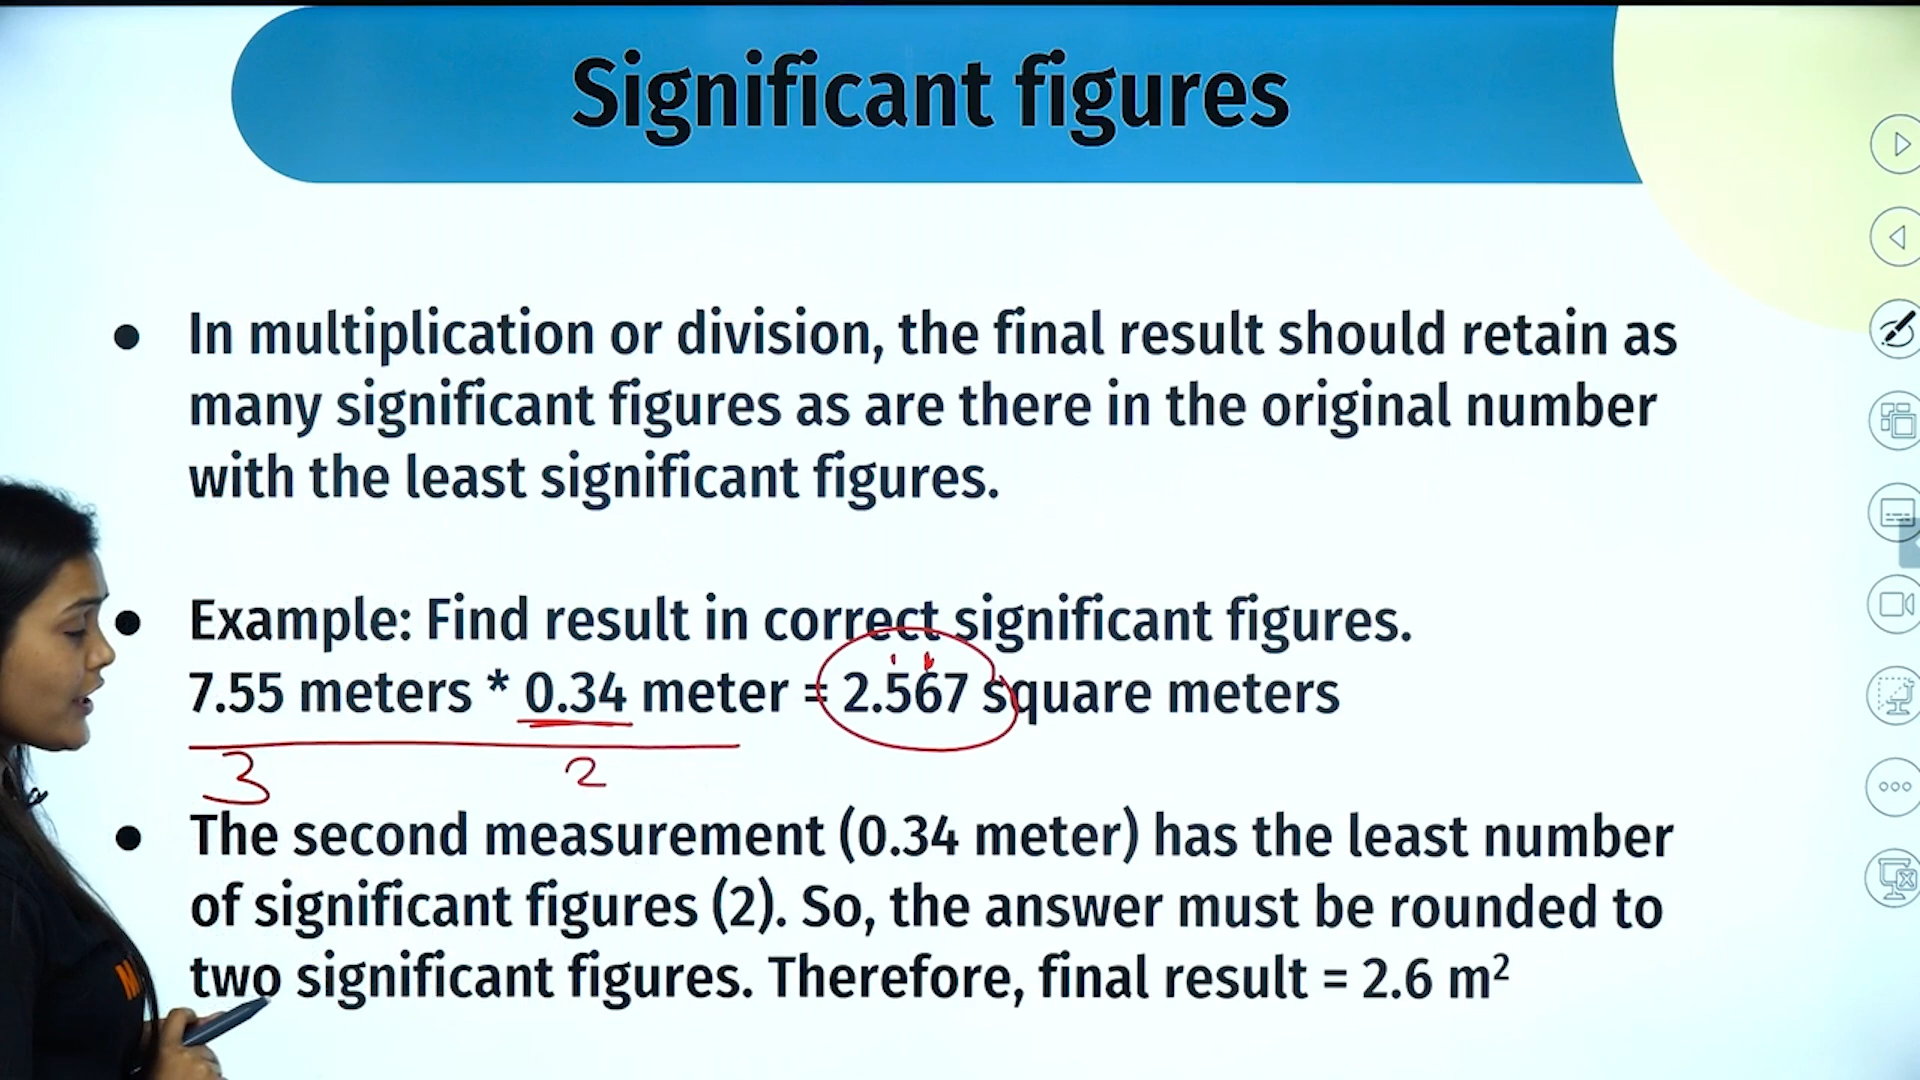 Significant figures
● In multiplication or division, the final result should retain as
many significant figures as are there in the original number
with the least significant figures.
● Example: Find result in correct significant figures.
7.55 meters * 0.34 meter = 2.567 square meters
3 2
● The second measurement (0.34 meter) has the least number
of significant figures (2). So, the answer must be rounded to
two significant figures. Therefore, final result = 2.6 m²